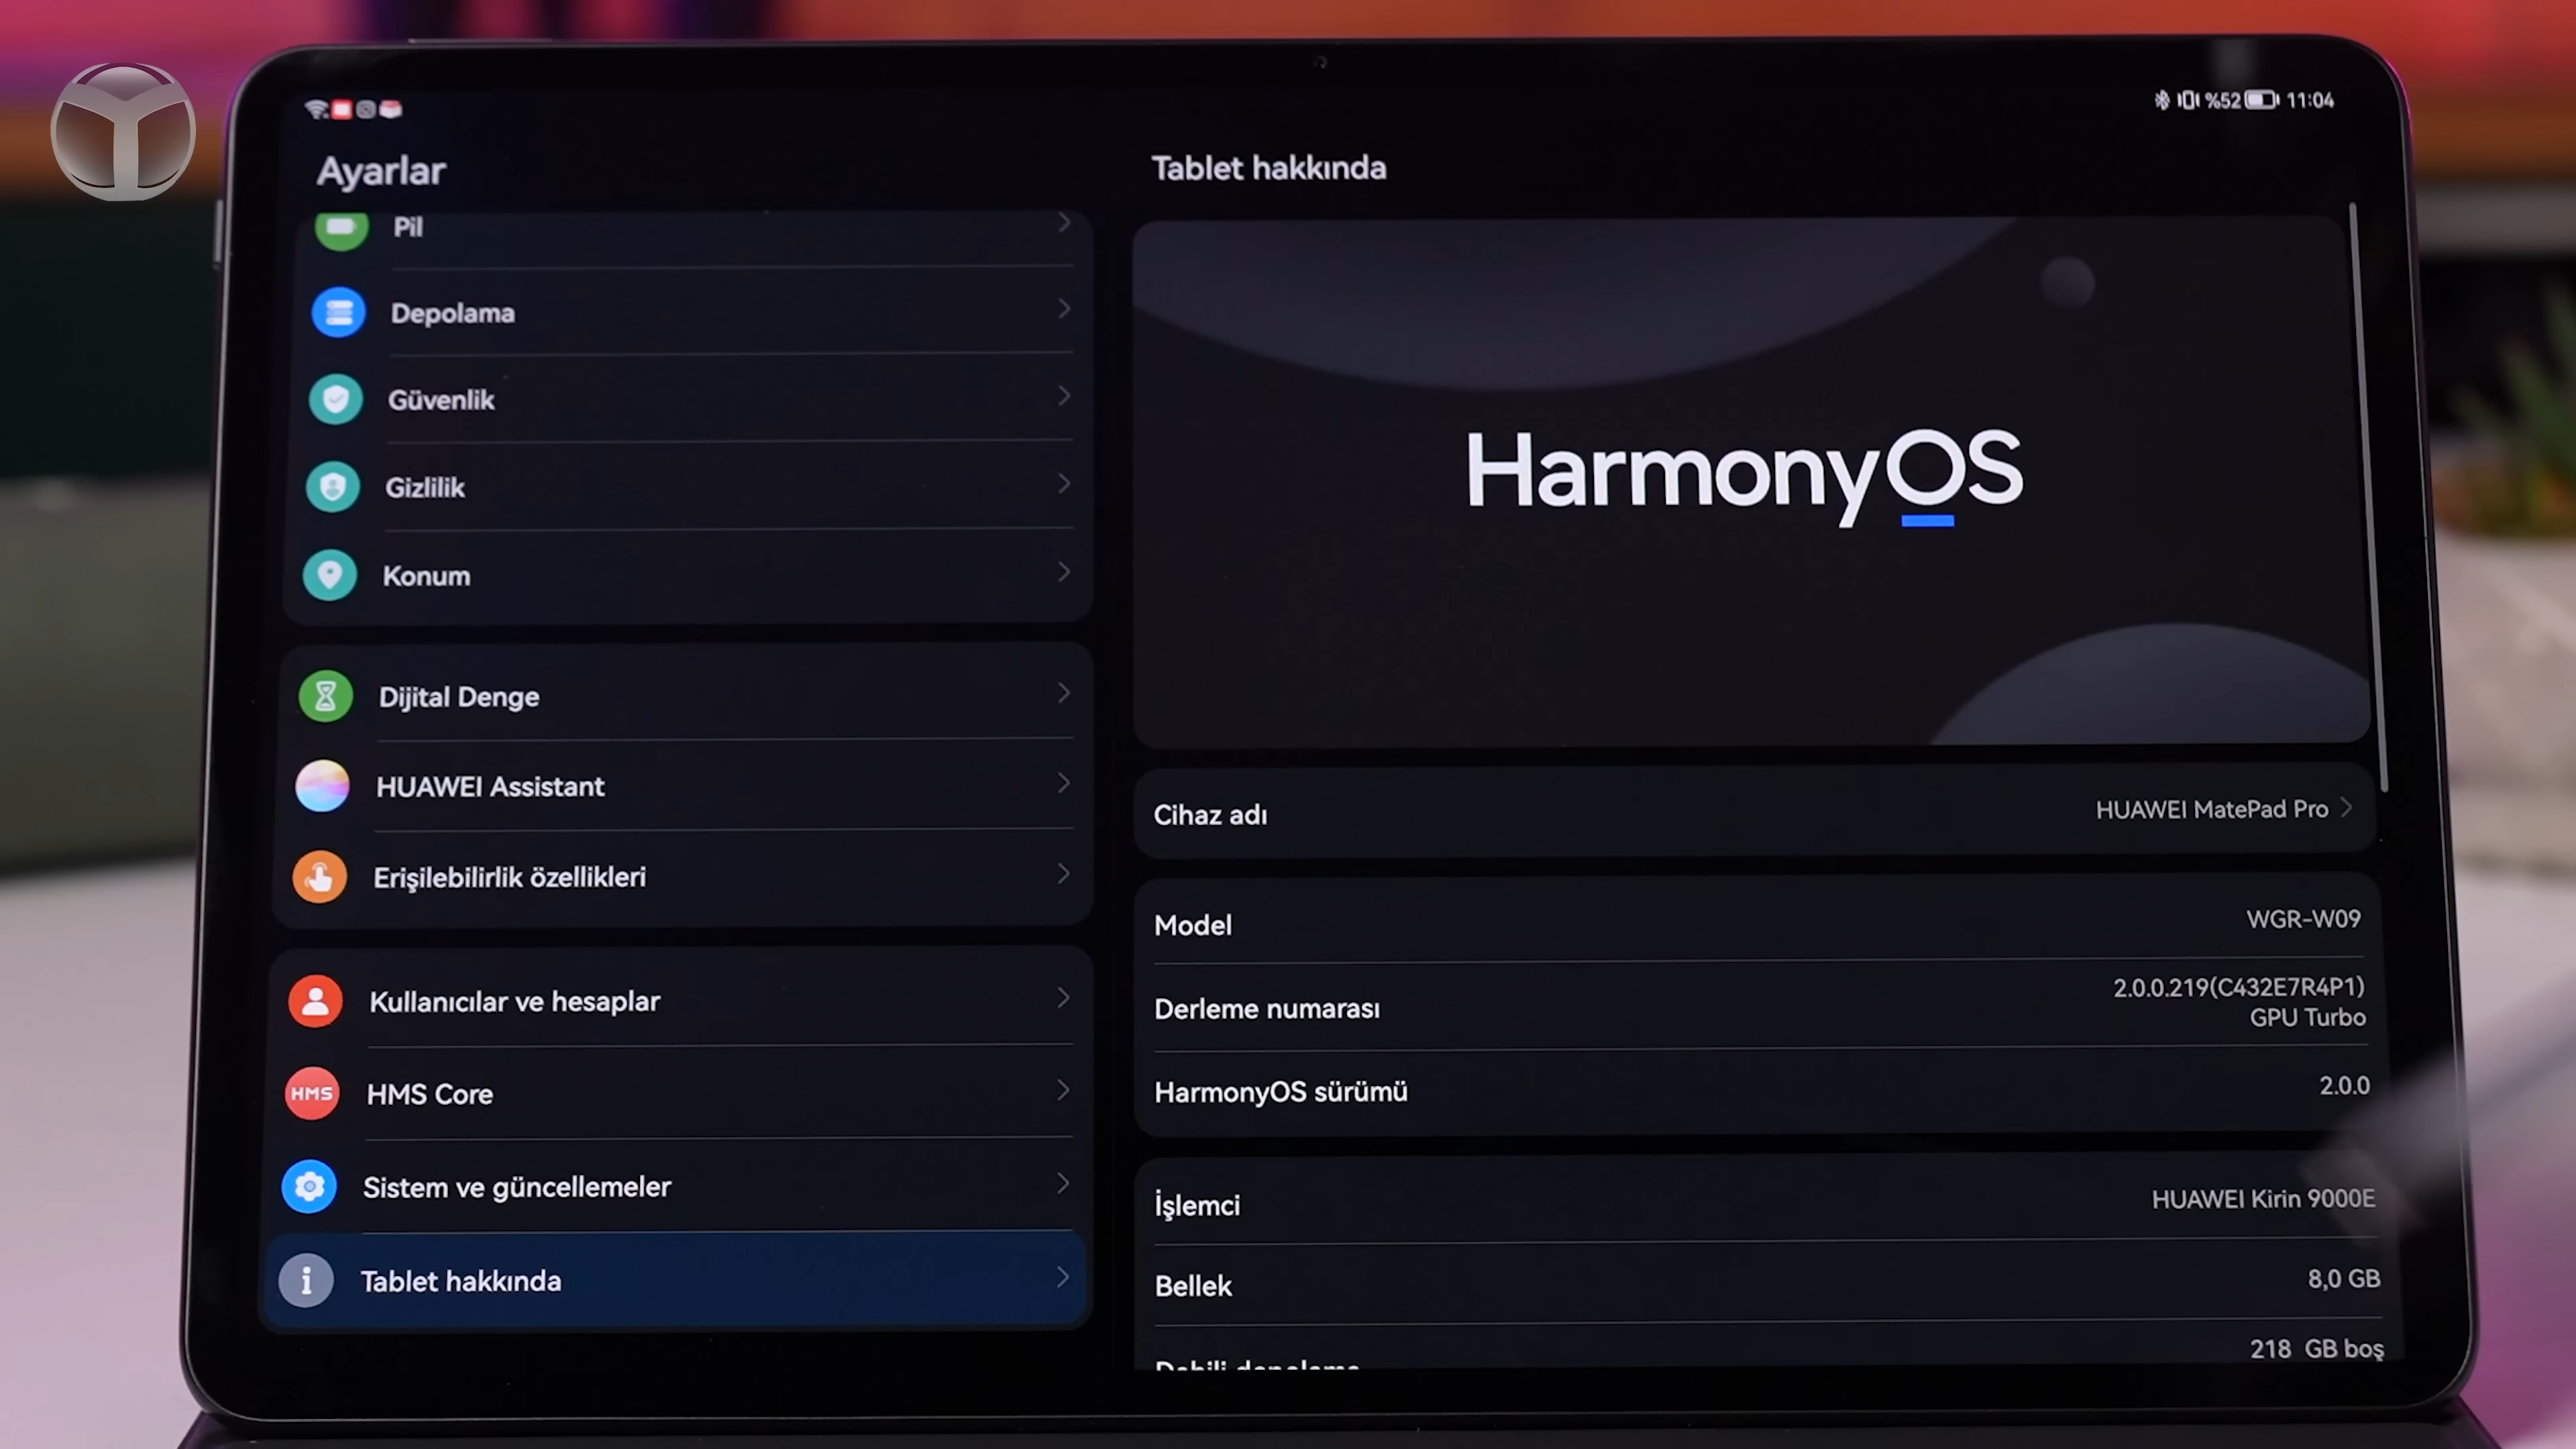 %52 11:04
Ayarlar
Pil
Depolama
Güvenlik
Gizlilik
Konum
Dijital Denge
HUAWEI Assistant
Erişilebilirlik özellikleri
Kullanıcılar ve hesaplar
HMS
HMS Core
Sistem ve güncellemeler
Tablet hakkında
Tablet hakkında
HarmonyOS
Cihaz adı HUAWEI MatePad Pro
Model WGR-W09
Derleme numarası 2.0.0.219(C432E7R4P1)
GPU Turbo
HarmonyOS sürümü 2.0.0
İşlemci HUAWEI Kirin 9000E
Bellek 8,0 GB
Dahili depolama 218 GB boş